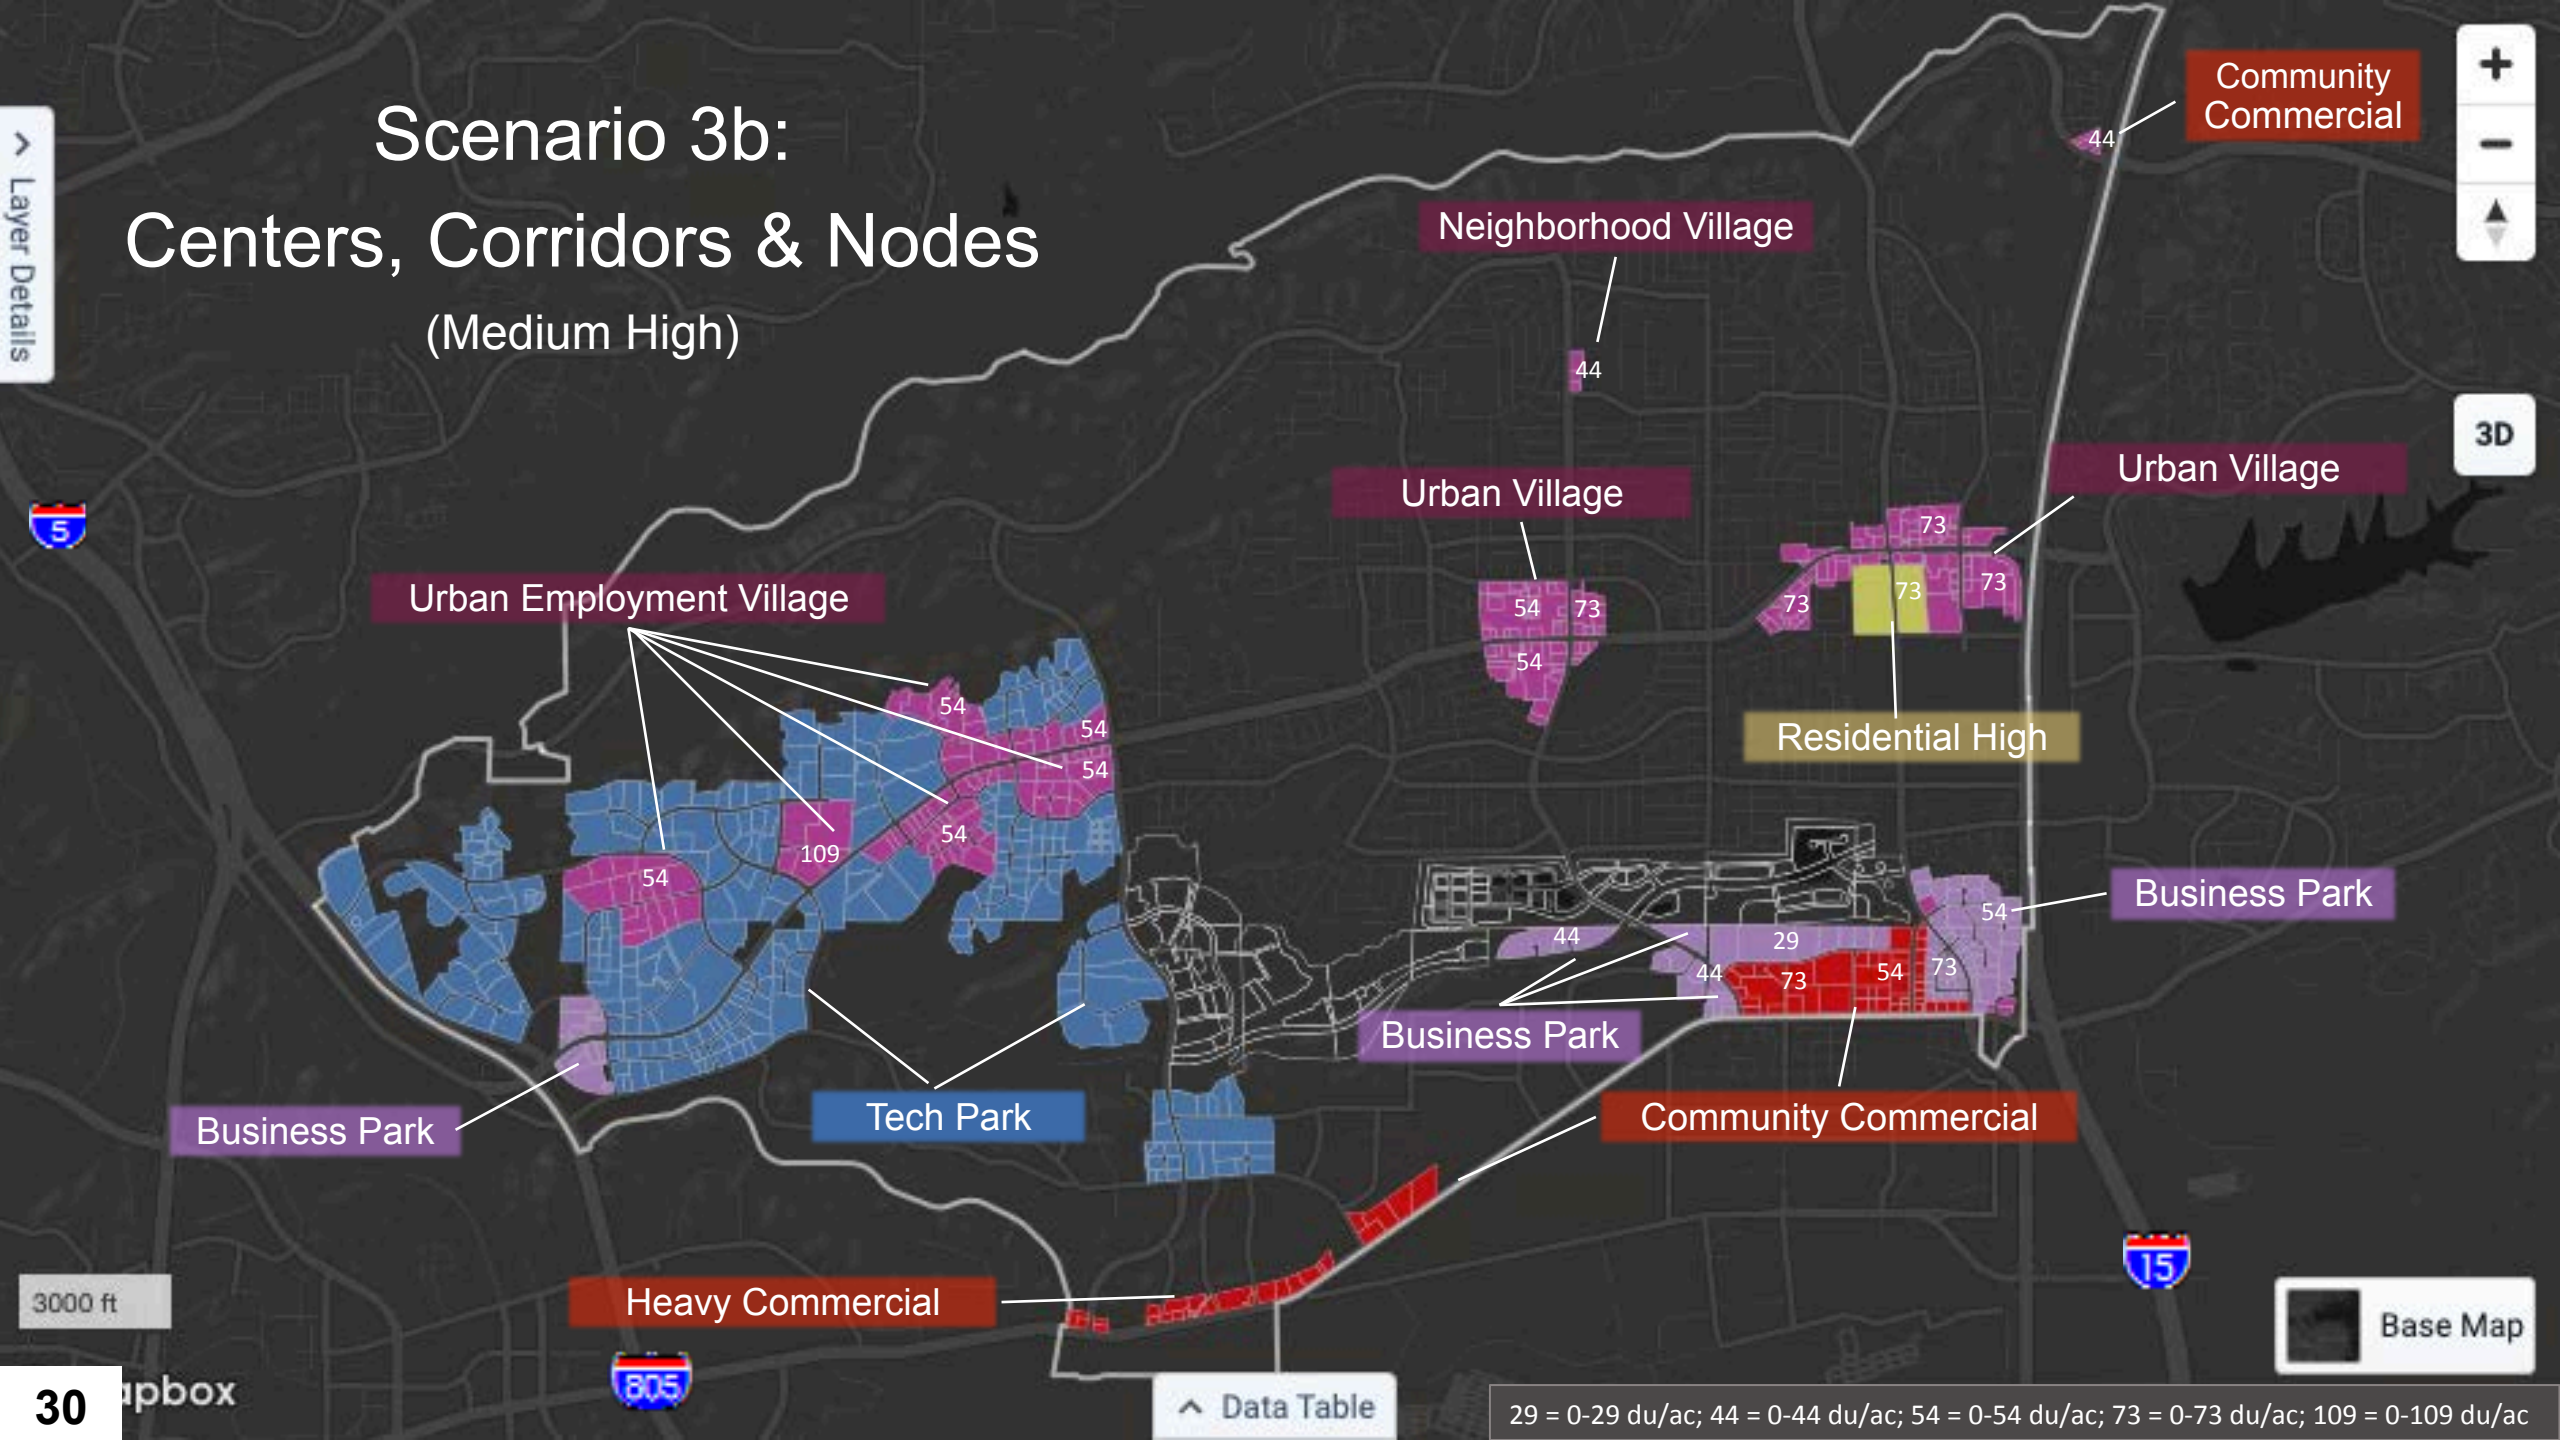 Scenario 3b:
Centers, Corridors & Nodes
(Medium High)
Layer Details
Community
Commercial
44
Neighborhood Village
44
3D
Urban Village
Urban Village
5
73
73
73
73
54
73
54
Urban Employment Village
54
54
54
109
54
54
Residential High
Business Park
54
44
29
44
73
54
73
Business Park
Tech Park
Business Park
Community Commercial
Heavy Commercial
15
805
3000 ft
Base Map
30
apbox
Data Table
29 = 0-29 du/ac; 44 = 0-44 du/ac; 54 = 0-54 du/ac; 73 = 0-73 du/ac; 109 = 0-109 du/ac